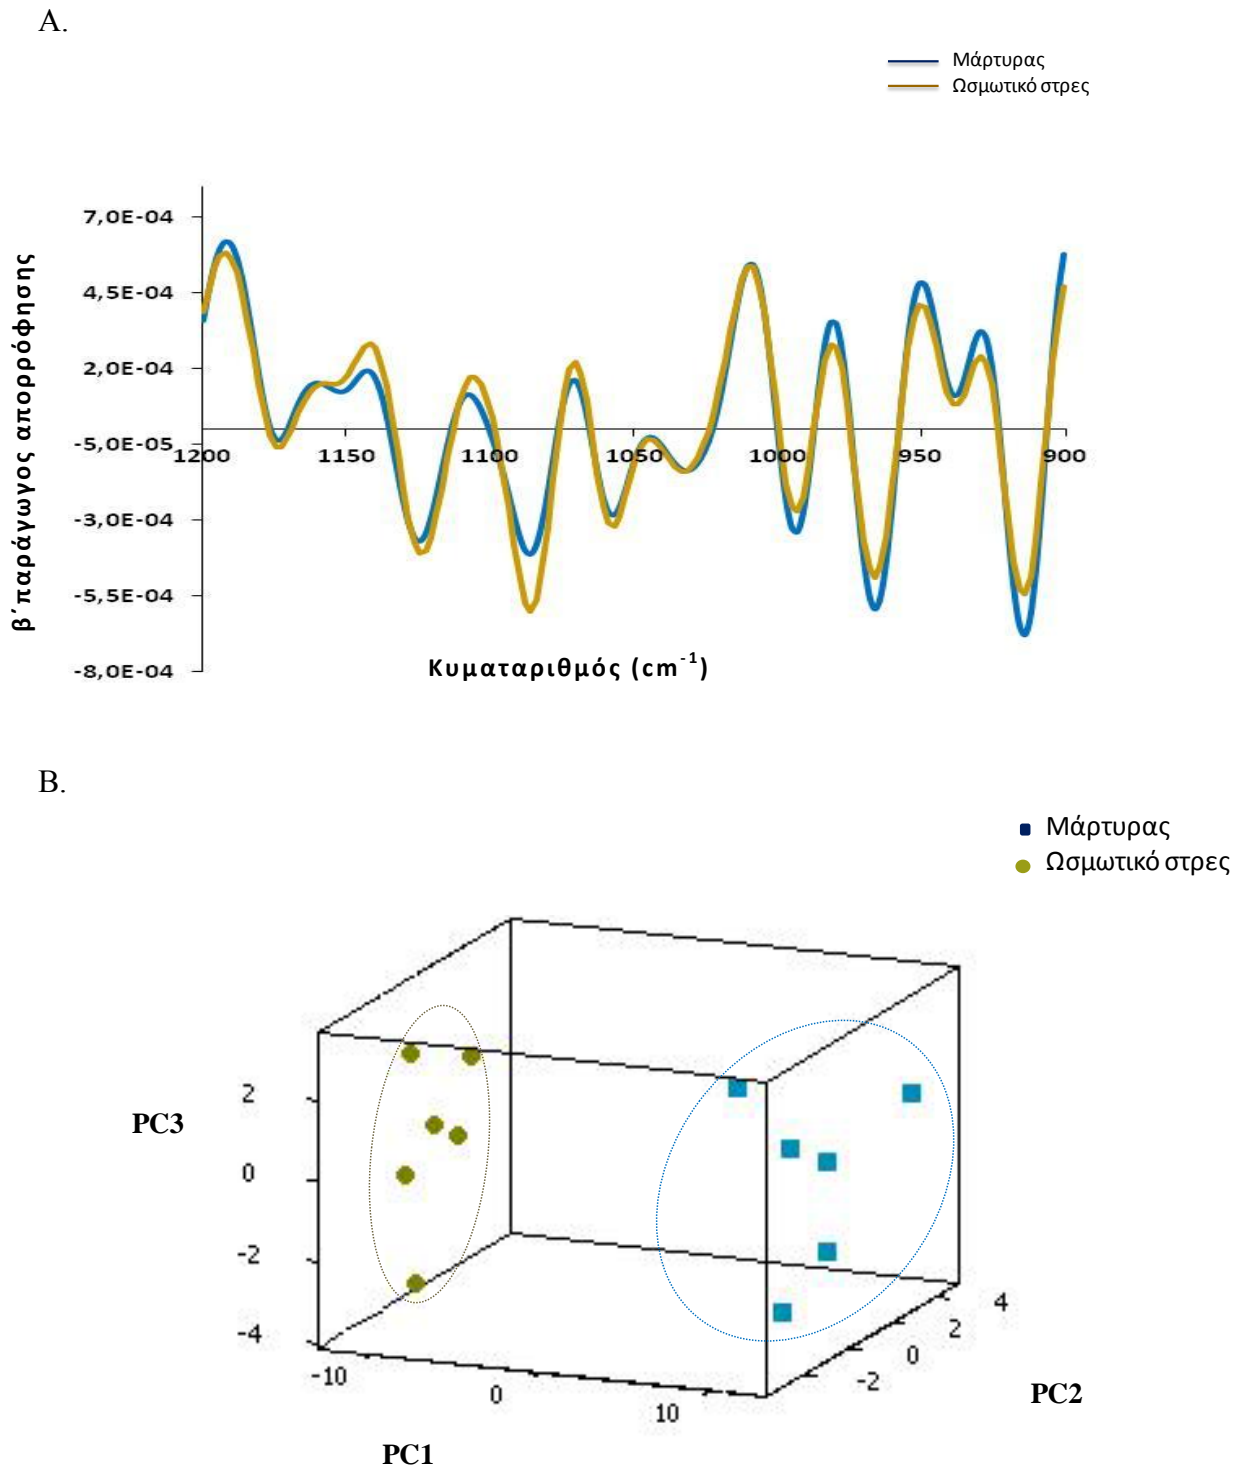 A.
Μάρτυρας
Ωσμωτικό στρες
β΄παράγωγος απορρόφησης
7,0E-04
4,5E-04
2,0E-04
-5,0E-05
-3,0E-04
-5,5E-04
-8,0E-04
1200 1150 1100 1050 1000 950 900
Κυματαριθμός (cm⁻¹)
B.
Μάρτυρας
Ωσμωτικό στρες
PC3
2
0
-2
-4
-10 0 10
-2 0 2 4
PC2
PC1